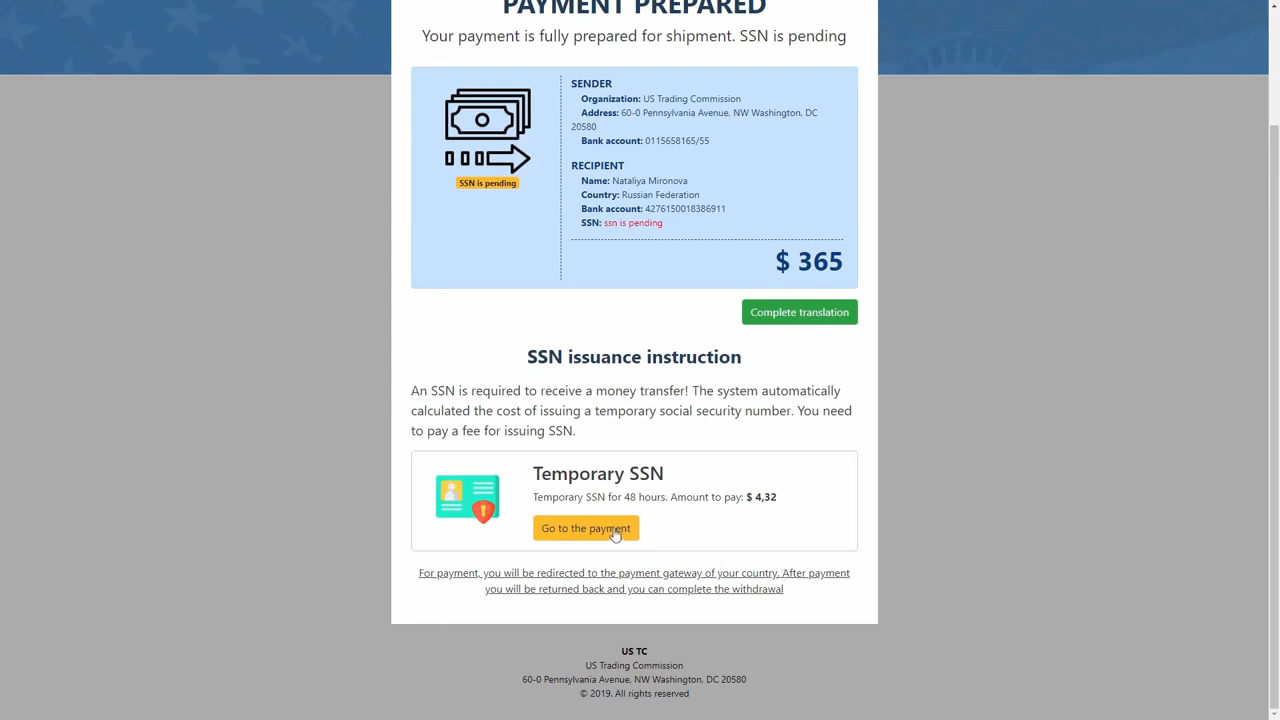 PAYMENT PREPARED
Your payment is fully prepared for shipment. SSN is pending
SSN is pending
SENDER
Organization: US Trading Commission
Address: 60-0 Pennsylvania Avenue, NW Washington, DC
20580
Bank account: 0115658165/55
RECIPIENT
Name: Nataliya Mironova
Country: Russian Federation
Bank account: 4276150018386911
SSN: ssn is pending
$ 365
Complete translation
SSN issuance instruction
An SSN is required to receive a money transfer! The system automatically
calculated the cost of issuing a temporary social security number. You need
to pay a fee for issuing SSN.
Temporary SSN
Temporary SSN for 48 hours. Amount to pay: $ 4,32
Go to the payment
For payment, you will be redirected to the payment gateway of your country. After payment
you will be returned back and you can complete the withdrawal
US TC
US Trading Commission
60-0 Pennsylvania Avenue, NW Washington, DC 20580
© 2019. All rights reserved